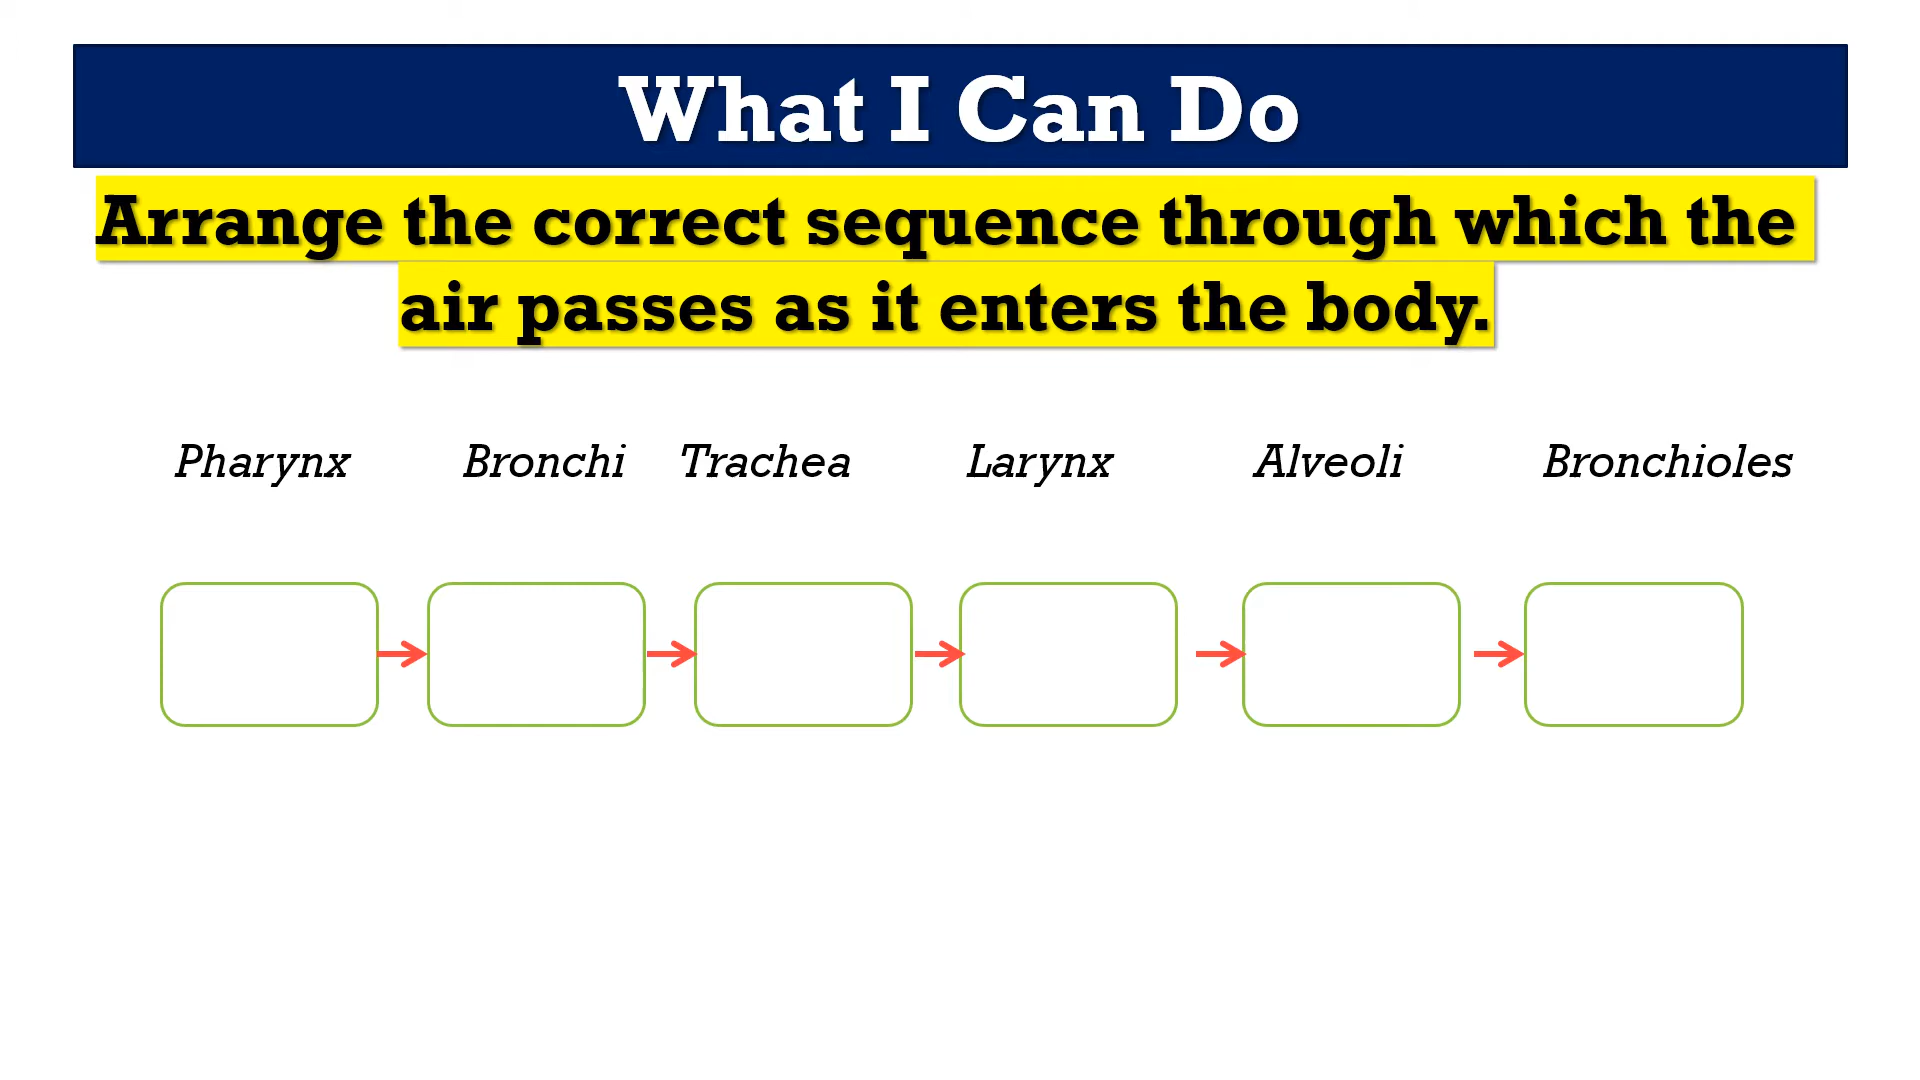 What I Can Do
Arrange the correct sequence through which the
air passes as it enters the body.
Pharynx Bronchi Trachea Larynx Alveoli Bronchioles